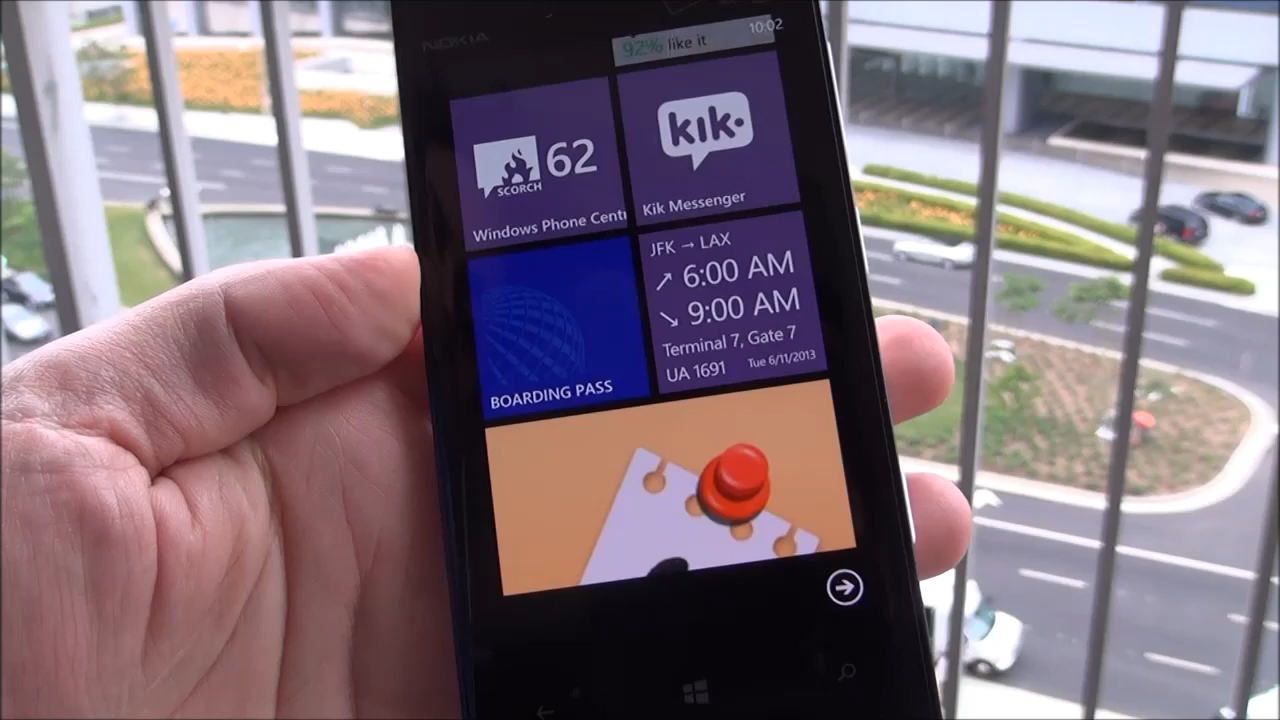 NOKIA
92% like it
10:02
SCORCH
62
Windows Phone Cent
kik·
Kik Messenger
JFK → LAX
↗ 6:00 AM
↘ 9:00 AM
Terminal 7, Gate 7
UA 1691
Tue 6/11/2013
BOARDING PASS